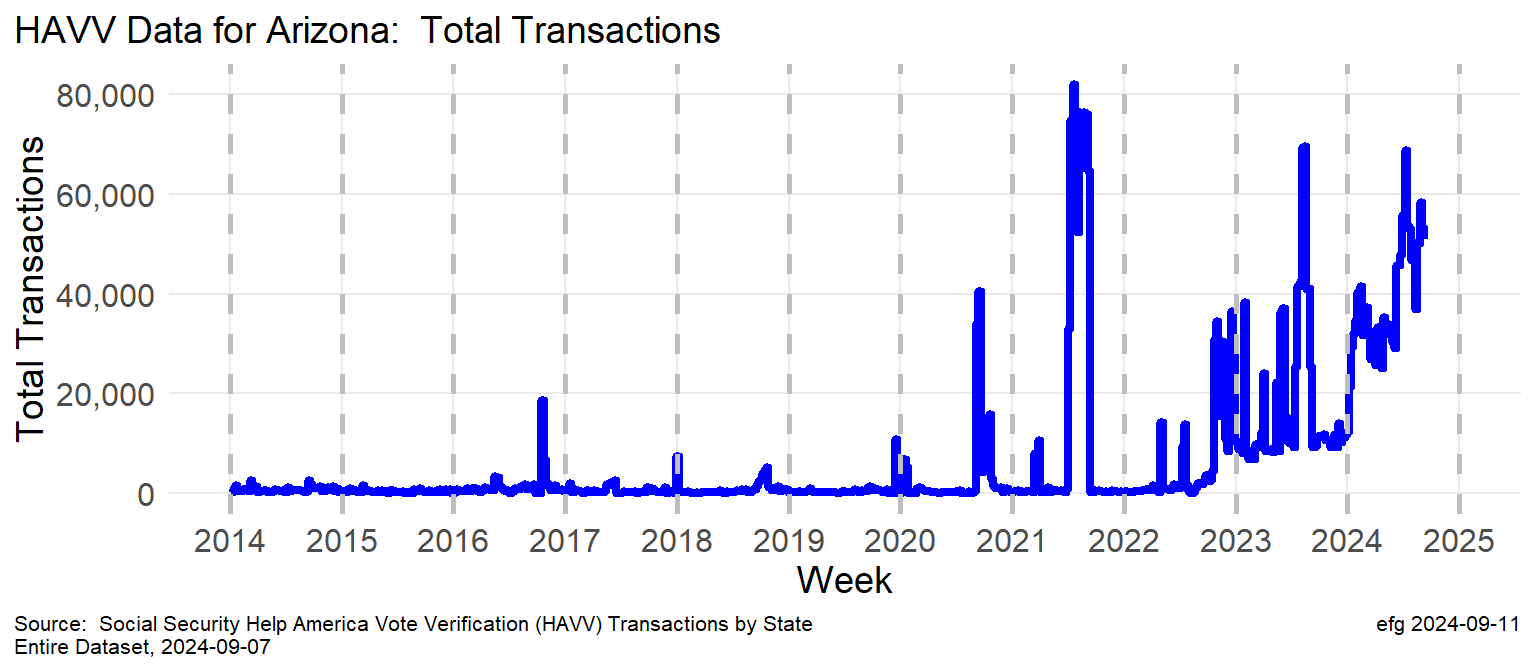 HAVV Data for Arizona:  Total Transactions
Total Transactions
80,000
60,000
40,000
20,000
0
2014 2015 2016 2017 2018 2019 2020 2021 2022 2023 2024 2025
Week
Source:  Social Security Help America Vote Verification (HAVV) Transactions by State
Entire Dataset, 2024-09-07
efg 2024-09-11